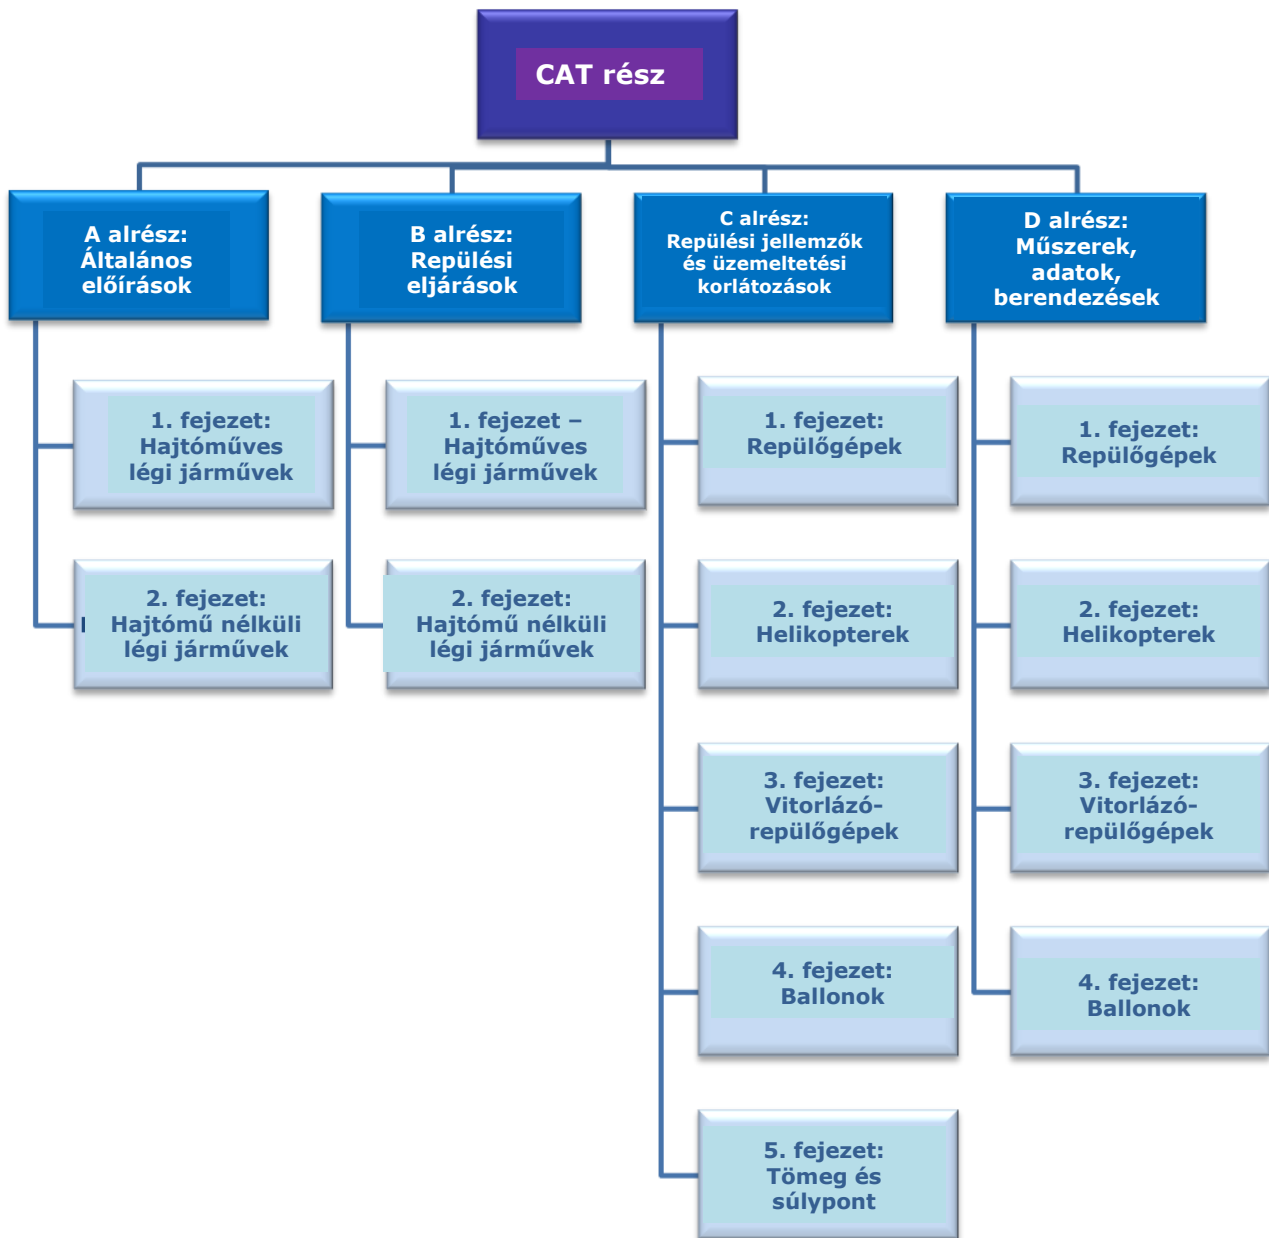 CAT rész
A alrész:
Általános
előírások
B alrész:
Repülési
eljárások
C alrész:
Repülési jellemzők
és üzemeltetési
korlátozások
D alrész:
Műszerek,
adatok,
berendezések
1. fejezet:
Hajtóműves
légi járművek
2. fejezet:
Hajtómű nélküli
légi járművek
1. fejezet –
Hajtóműves
légi járművek
2. fejezet:
Hajtómű nélküli
légi járművek
1. fejezet:
Repülőgépek
2. fejezet:
Helikopterek
3. fejezet:
Vitorlázó-
repülőgépek
4. fejezet:
Ballonok
5. fejezet:
Tömeg és
súlypont
1. fejezet:
Repülőgépek
2. fejezet:
Helikopterek
3. fejezet:
Vitorlázó-
repülőgépek
4. fejezet:
Ballonok